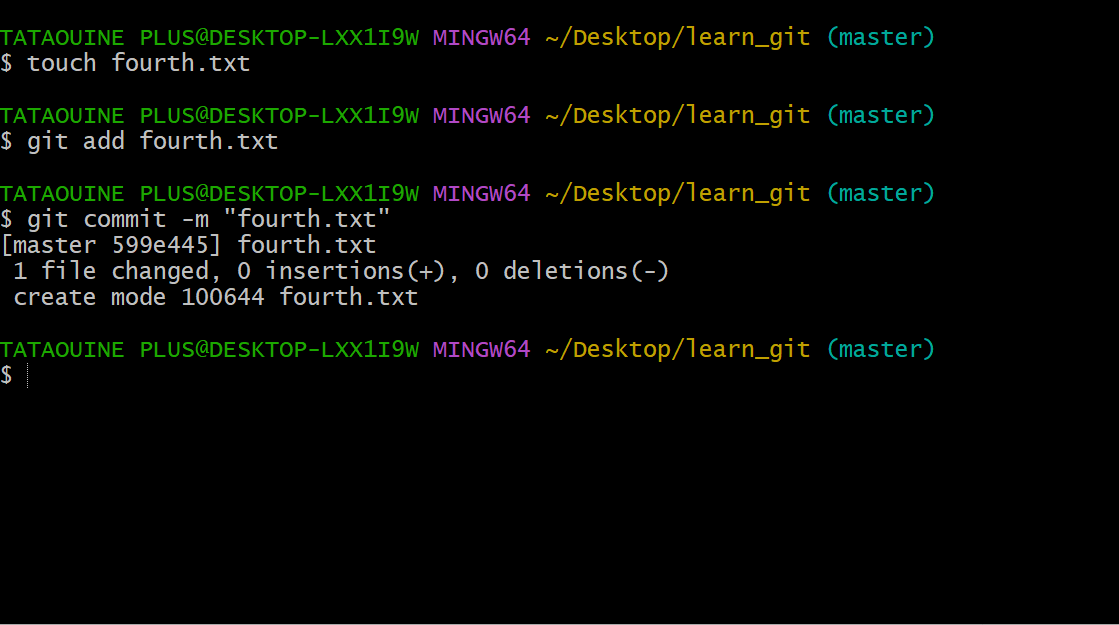 TATAOUINE PLUS@DESKTOP-LXX1I9W MINGW64 ~/Desktop/learn_git (master)
$ touch fourth.txt
TATAOUINE PLUS@DESKTOP-LXX1I9W MINGW64 ~/Desktop/learn_git (master)
$ git add fourth.txt
TATAOUINE PLUS@DESKTOP-LXX1I9W MINGW64 ~/Desktop/learn_git (master)
$ git commit -m "fourth.txt"
[master 599e445] fourth.txt
 1 file changed, 0 insertions(+), 0 deletions(-)
 create mode 100644 fourth.txt
TATAOUINE PLUS@DESKTOP-LXX1I9W MINGW64 ~/Desktop/learn_git (master)
$